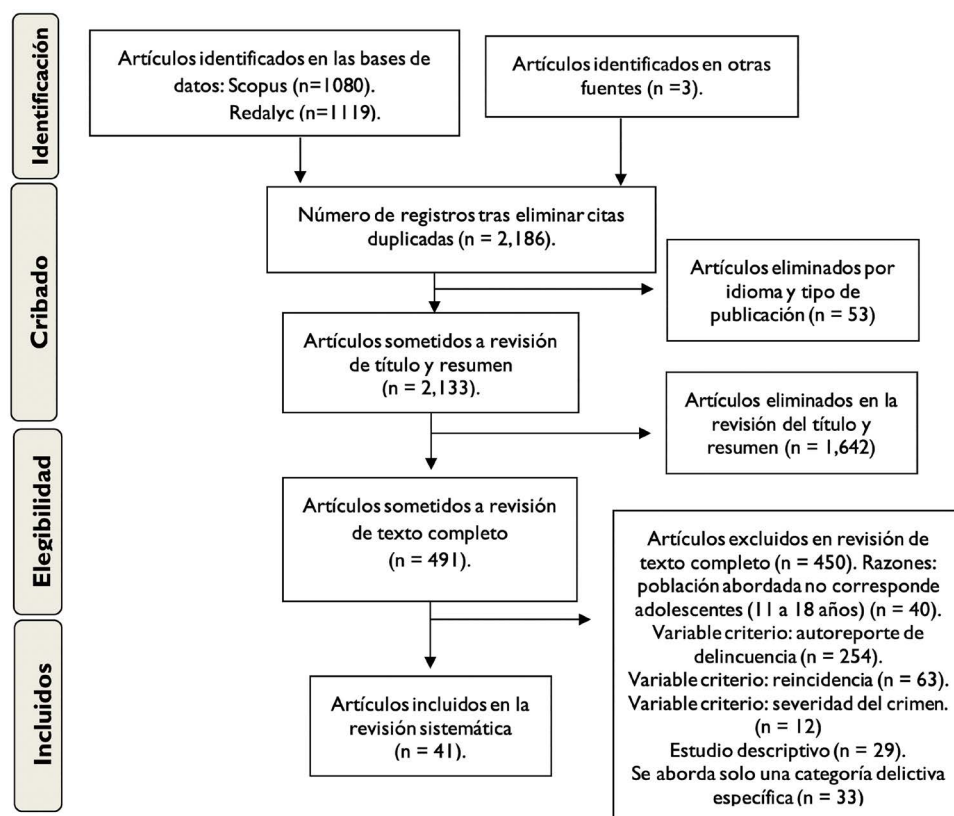 Identificación
Artículos identificados en las bases de
datos: Scopus (n=1080).
Redalyc (n=1119).
Artículos identificados en otras
fuentes (n =3).
Cribado
Número de registros tras eliminar citas
duplicadas (n = 2,186).
Artículos eliminados por
idioma y tipo de
publicación (n = 53)
Artículos sometidos a revisión
de título y resumen
(n = 2,133).
Artículos eliminados en la
revisión del título y
resumen (n = 1,642)
Elegibilidad
Artículos sometidos a revisión
de texto completo
(n = 491).
Artículos excluidos en revisión de
texto completo (n = 450). Razones:
población abordada no corresponde
adolescentes (11 a 18 años) (n = 40).
Variable criterio: autoreporte de
delincuencia (n = 254).
Variable criterio: reincidencia (n = 63).
Variable criterio: severidad del crimen.
(n = 12)
Estudio descriptivo (n = 29).
Se aborda solo una categoría delictiva
específica (n = 33)
Incluidos
Artículos incluidos en la
revisión sistemática
(n = 41).